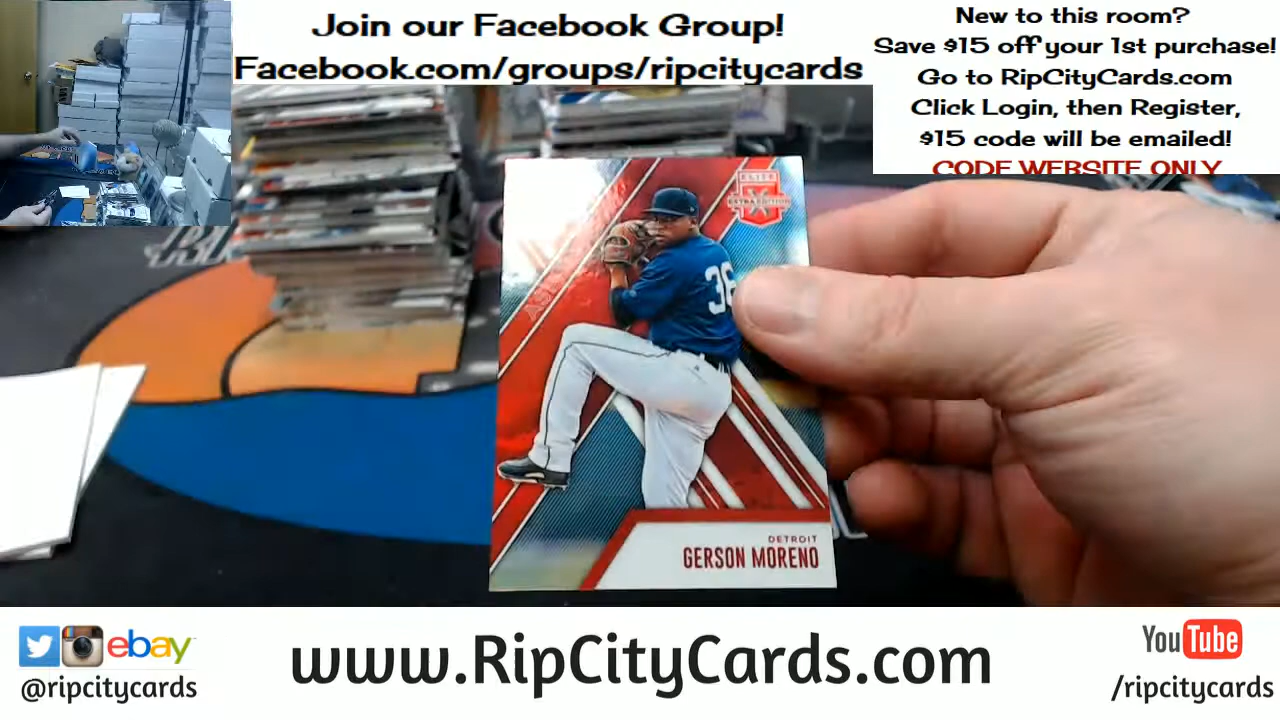 Join our Facebook Group!
Facebook.com/groups/ripcitycards
New to this room?
Save $15 off your 1st purchase!
Go to RipCityCards.com
Click Login, then Register,
$15 code will be emailed!
CODE WEBSITE ONLY
ELITE
EXTRA EDITION
36
DETROIT
GERSON MORENO
ebay
@ripcitycards
www.RipCityCards.com
YouTube
/ripcitycards